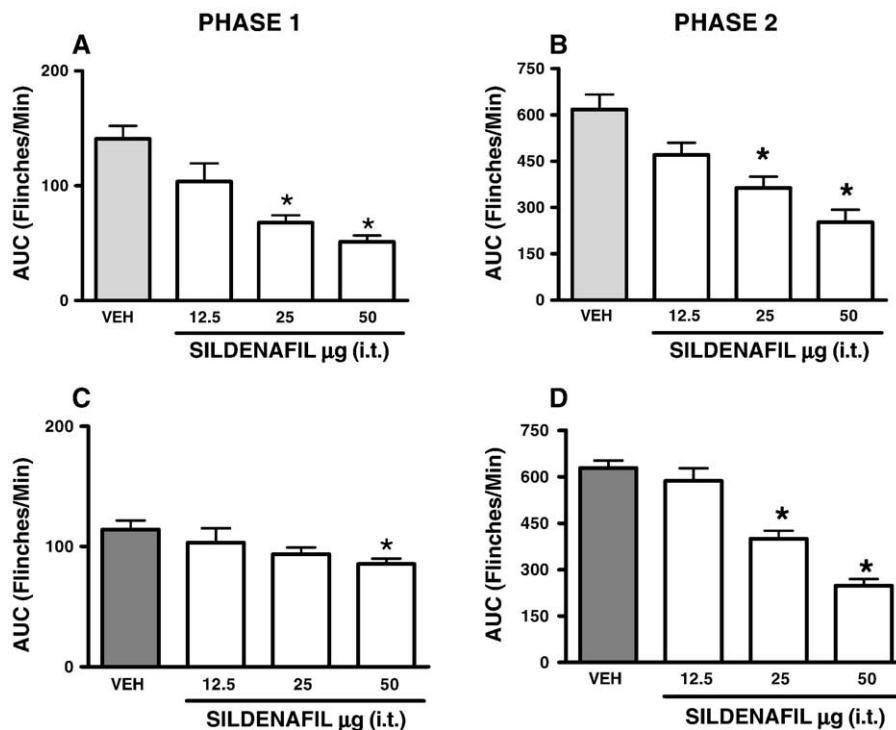 PHASE 1
PHASE 2
A
200
100
0
AUC (Flinches/Min)
*
*
VEH
12.5
25
50
SILDENAFIL µg (i.t.)
B
750
600
450
300
150
0
AUC (Flinches/Min)
*
*
VEH
12.5
25
50
SILDENAFIL µg (i.t.)
C
200
100
0
AUC (Flinches/Min)
*
VEH
12.5
25
50
SILDENAFIL µg (i.t.)
D
750
600
450
300
150
0
AUC (Flinches/Min)
*
*
VEH
12.5
25
50
SILDENAFIL µg (i.t.)